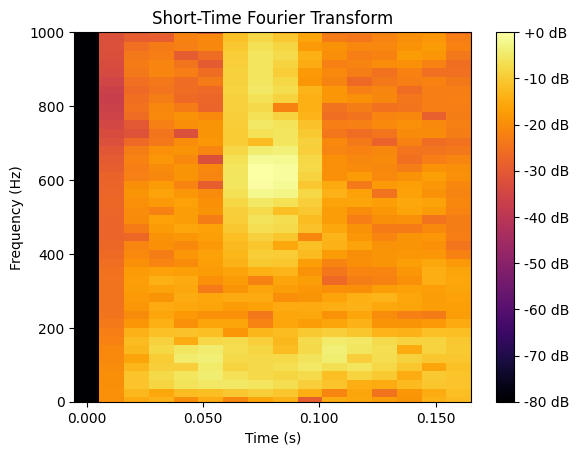 Short-Time Fourier Transform
1000
800
600
400
200
0
Frequency (Hz)
0.000
0.050
0.100
0.150
Time (s)
+0 dB
-10 dB
-20 dB
-30 dB
-40 dB
-50 dB
-60 dB
-70 dB
-80 dB